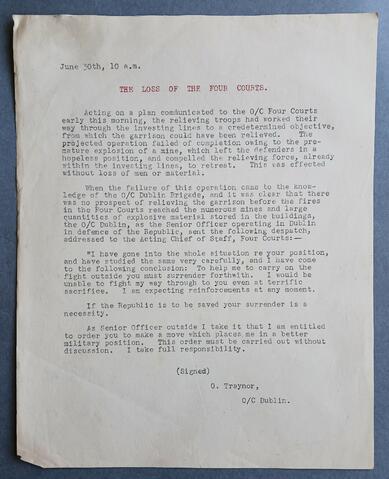 June 30th, 10 a.m.
THE LOSS OF THE FOUR COURTS.
Acting on a plan communicated to the O/C Four Courts
early this morning, the relieving troops had worked their
way through the investing lines to a credetermined objective,
from which the garrison could have been relieved. The
projected operation failed of completion owing to the pre-
mature explosion of a mine, which left the defenders in a
hopeless position, and compelled the relieving force, already
within the investing lines, to retreat. This was effected
without loss of men or material.
When the failure of this operation came to the know-
ledge of the O/C Dublin Brigade, and it was clear that there
was no prospect of relieving the garrison before the fires
in the Four Courts reached the numerous mines and large
quantities of explosive material stored in the buildings,
the O/C Dublin, as the Senior Officer operating in Dublin
in defence of the Republic, sent the following despatch,
addressed to the Acting Chief of Staff, Four Courts:—
"I have gone into the whole situation re your position,
and have studied the same very carefully, and I have come
to the following conclusion: To help me to carry on the
fight outside you must surrender forthwith. I would be
unable to fight my way through to you even at terrific
sacrifice. I am expecting reinforcements at any moment.
If the Republic is to be saved your surrender is a
necessity.
As Senior Officer outside I take it that I am entitled
to order you to make a move which places me in a better
military position. This order must be carried out without
discussion. I take full responsibility.
(Signed)
O. Traynor,
O/C Dublin.